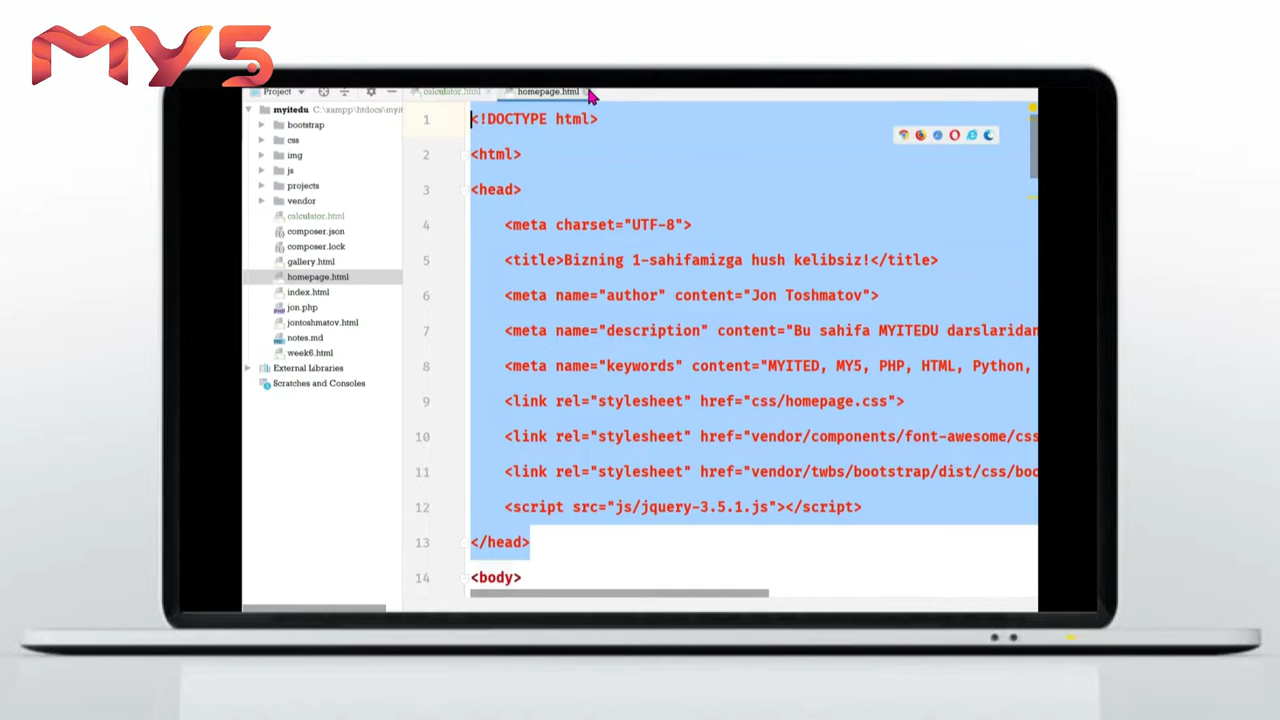 MY5
Project
calculator.html
homepage.html
myitedu C:\xampp\htdocs\myit
bootstrap
css
img
js
projects
vendor
calculator.html
composer.json
composer.lock
gallery.html
homepage.html
index.html
jon.php
jontoshmatov.html
notes.md
week6.html
External Libraries
Scratches and Consoles
1 <!DOCTYPE html>
2 <html>
3 <head>
4 <meta charset="UTF-8">
5 <title>Bizning 1-sahifamizga hush kelibsiz!</title>
6 <meta name="author" content="Jon Toshmatov">
7 <meta name="description" content="Bu sahifa MYITEDU darslaridan
8 <meta name="keywords" content="MYITED, MY5, PHP, HTML, Python,
9 <link rel="stylesheet" href="css/homepage.css">
10 <link rel="stylesheet" href="vendor/components/font-awesome/css
11 <link rel="stylesheet" href="vendor/twbs/bootstrap/dist/css/boo
12 <script src="js/jquery-3.5.1.js"></script>
13 </head>
14 <body>